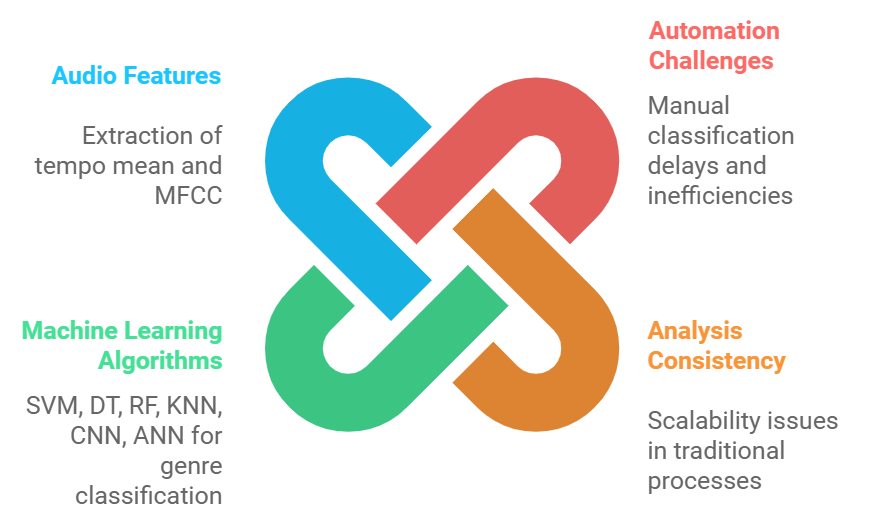 Audio Features
Extraction of
tempo mean and
MFCC
Automation
Challenges
Manual
classification
delays and
inefficiencies
Machine Learning
Algorithms
SVM, DT, RF, KNN,
CNN, ANN for
genre
classification
Analysis
Consistency
Scalability issues
in traditional
processes